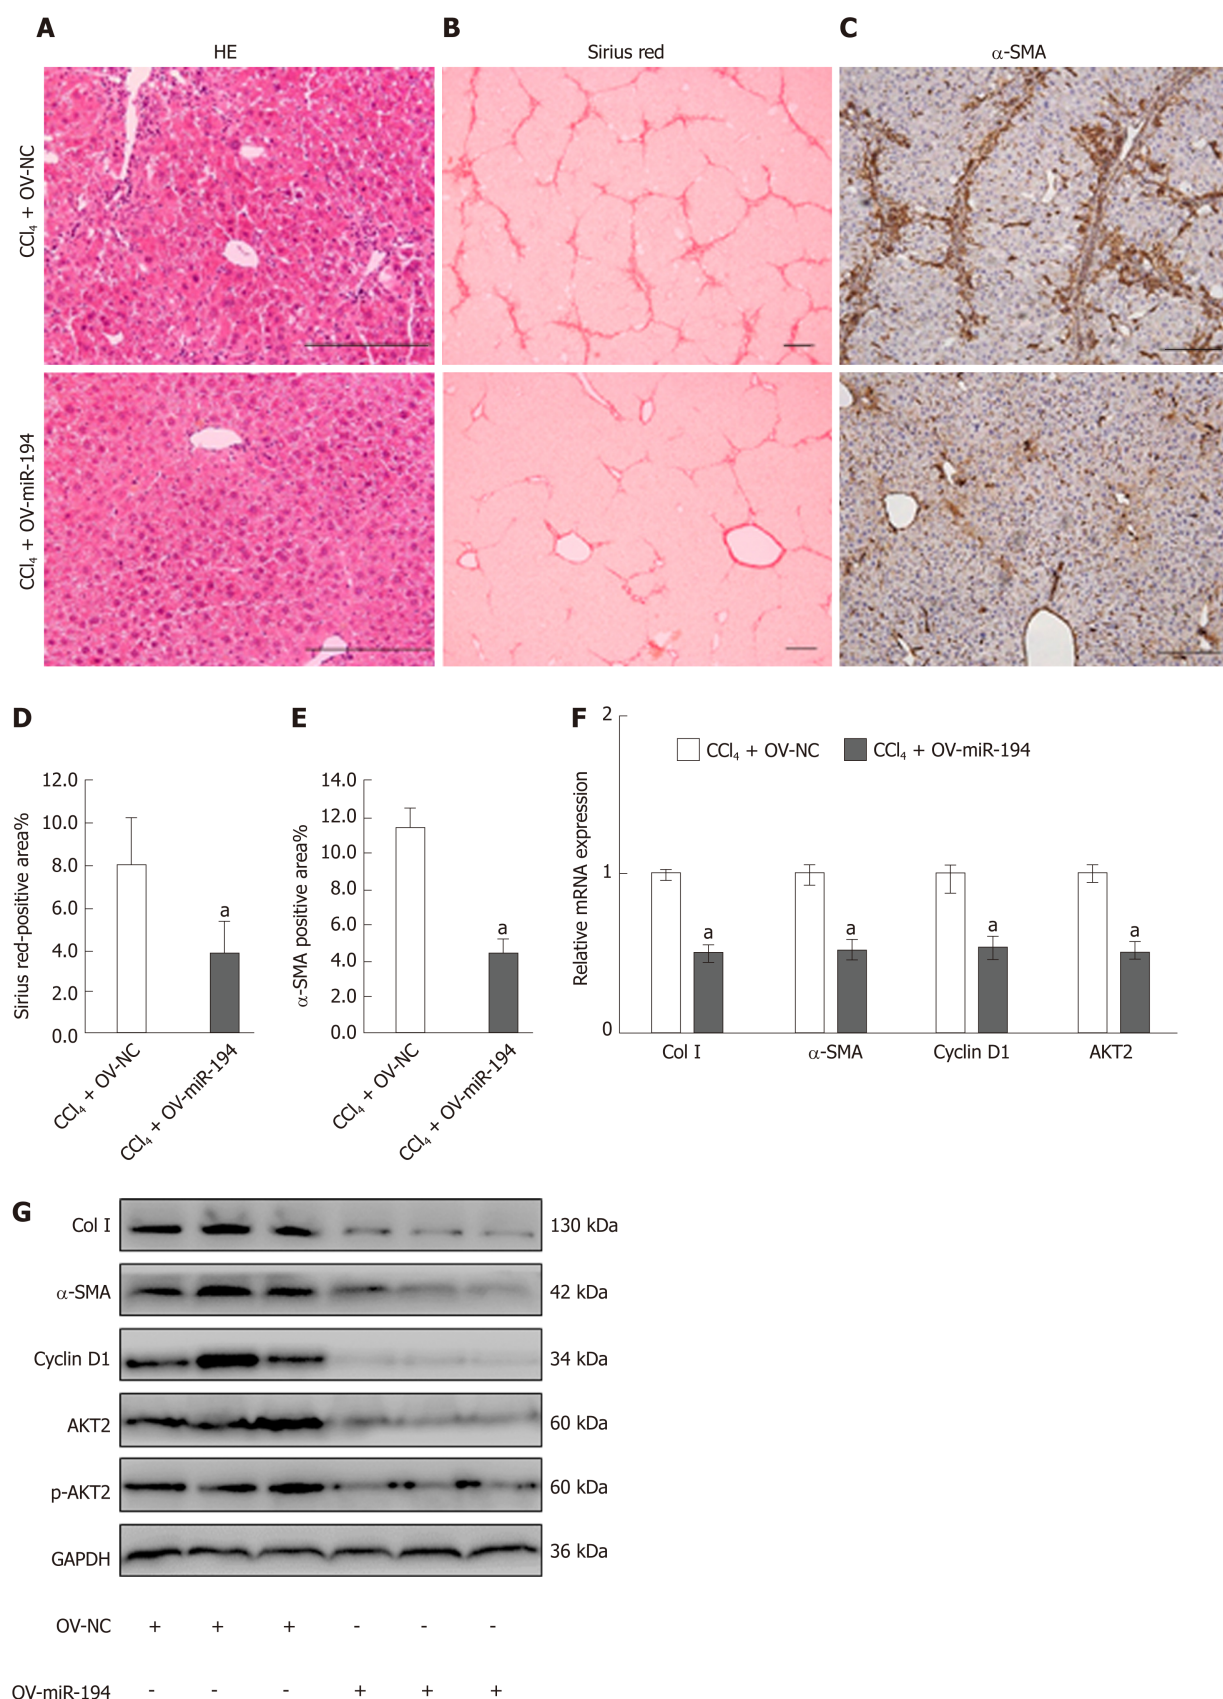 A B C
HE Sirius red α-SMA
CCl₄ + OV-NC
CCl₄ + OV-miR-194
D E F
Sirius red-positive area%
12.0
10.0
8.0
6.0
4.0
2.0
0.0
a
CCl₄ + OV-NC
CCl₄ + OV-miR-194
α-SMA positive area%
14.0
12.0
10.0
8.0
6.0
4.0
2.0
0.0
a
CCl₄ + OV-NC
CCl₄ + OV-miR-194
Relative mRNA expression
2
1
0
CCl₄ + OV-NC CCl₄ + OV-miR-194
a a a a
Col I α-SMA Cyclin D1 AKT2
G
Col I 130 kDa
α-SMA 42 kDa
Cyclin D1 34 kDa
AKT2 60 kDa
p-AKT2 60 kDa
GAPDH 36 kDa
OV-NC + + + - - -
OV-miR-194 - - - + + +